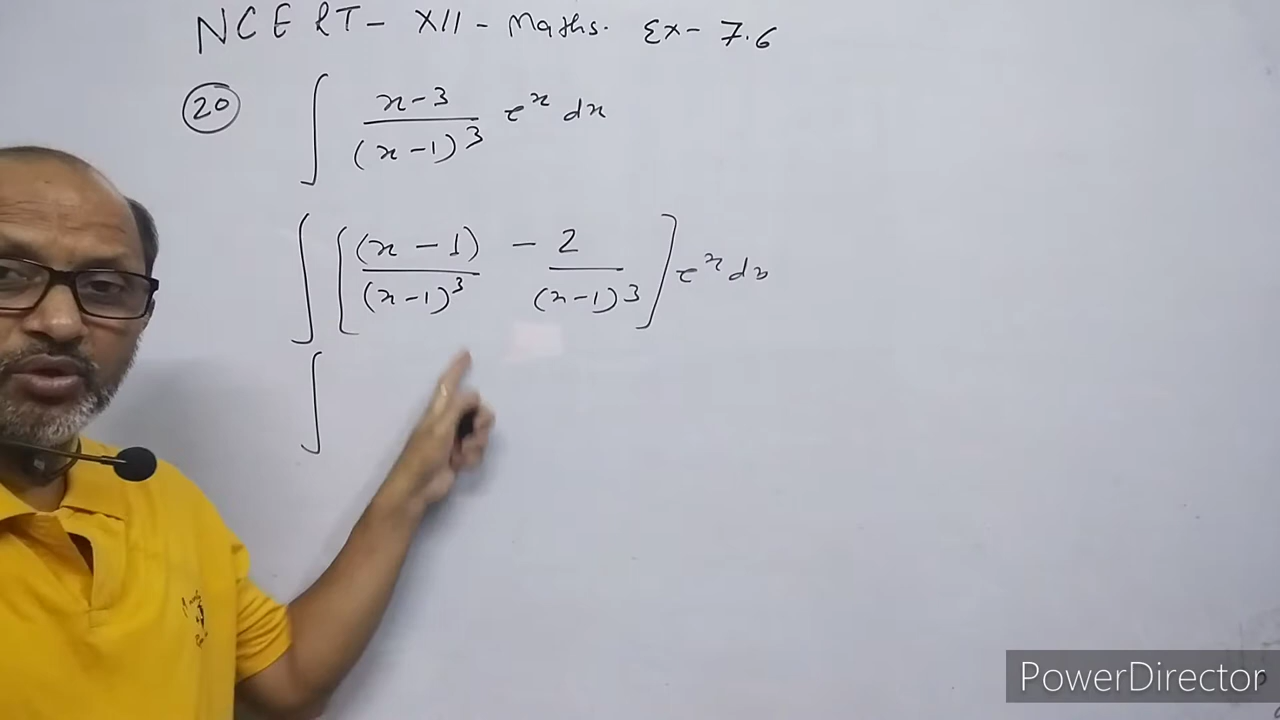 NCERT - XII - Maths. Ex - 7.6
(20) ∫ (x-3)/(x-1)^3 e^x dx
∫ [(x-1)/(x-1)^3 - 2/(x-1)^3] e^x dx
∫
PowerDirector